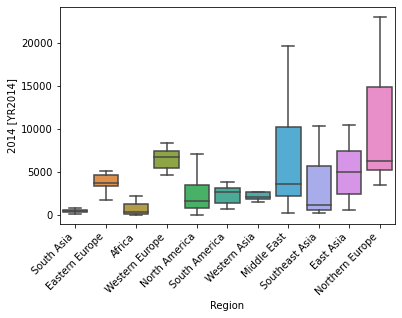 20000
15000
10000
5000
0
2014 [YR2014]
South Asia
Eastern Europe
Africa
Western Europe
North America
South America
Western Asia
Middle East
Southeast Asia
East Asia
Northern Europe
Region